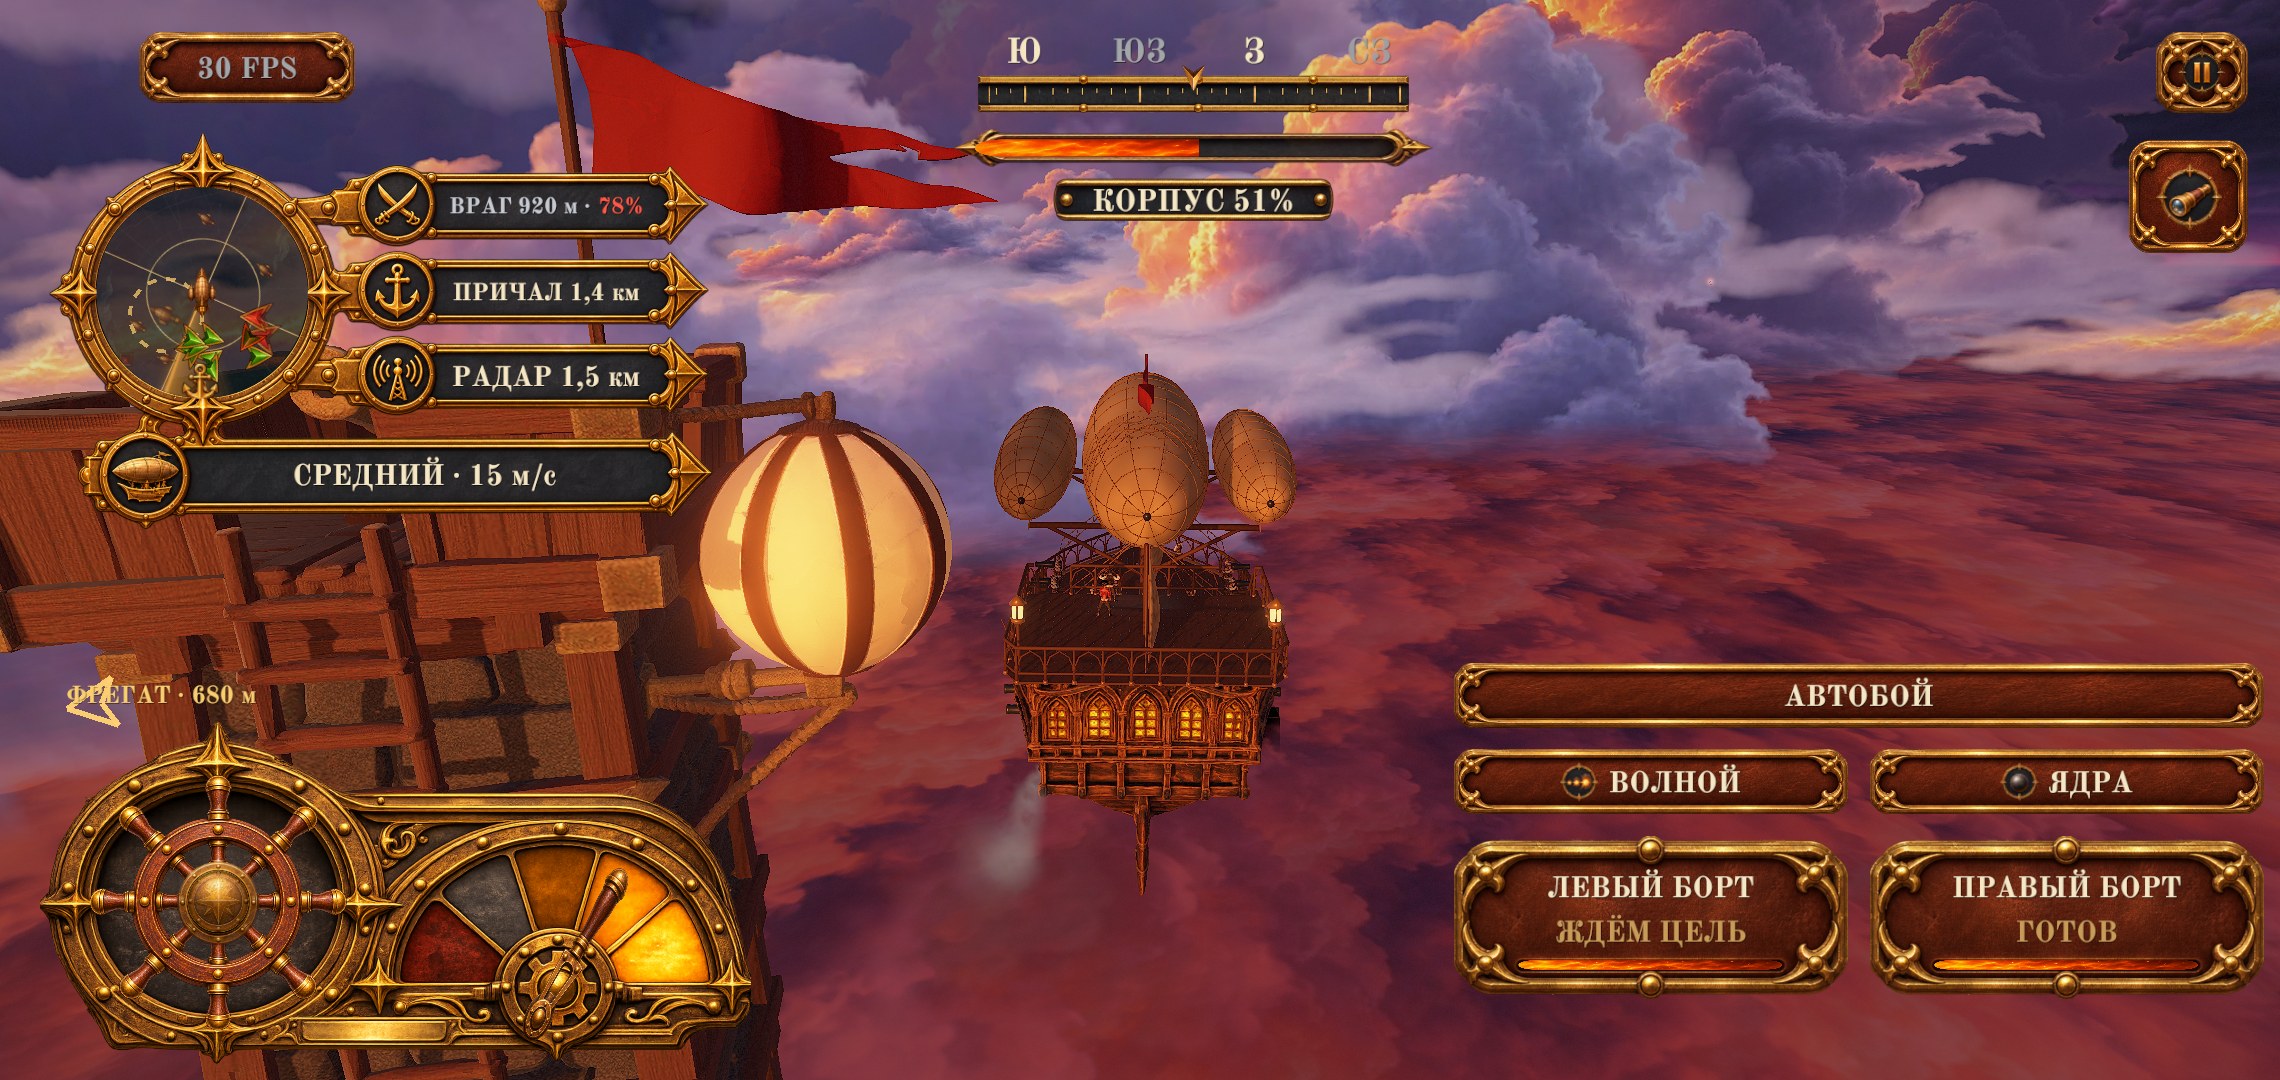 30 FPS
Ю ЮЗ З СЗ
КОРПУС 51%
ВРАГ 920 м · 78%
ПРИЧАЛ 1,4 км
РАДАР 1,5 км
СРЕДНИЙ · 15 м/с
ФРЕГАТ · 680 м
АВТОБОЙ
ВОЛНОЙ
ЯДРА
ЛЕВЫЙ БОРТ
ЖДЁМ ЦЕЛЬ
ПРАВЫЙ БОРТ
ГОТОВ